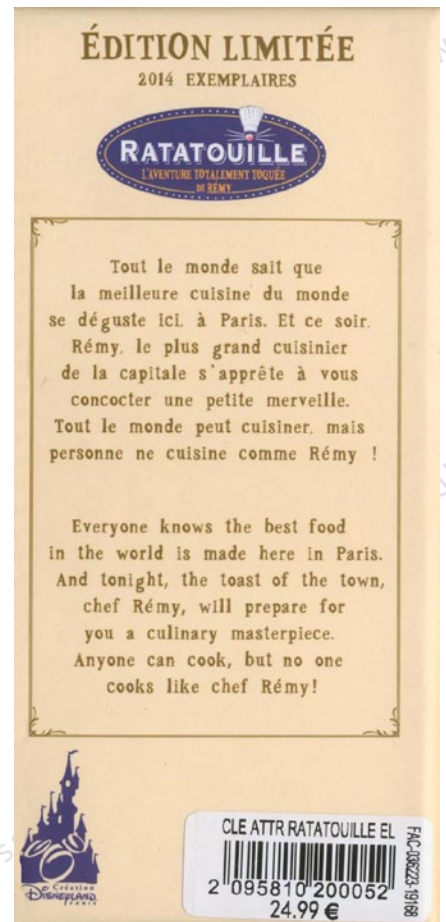 ÉDITION LIMITÉE
2014 EXEMPLAIRES
RATATOUILLE
L'AVENTURE TOTALEMENT TOQUÉE
DE RÉMY
Tout le monde sait que
la meilleure cuisine du monde
se déguste ici, à Paris. Et ce soir,
Rémy, le plus grand cuisinier
de la capitale s'apprête à vous
concocter une petite merveille.
Tout le monde peut cuisiner, mais
personne ne cuisine comme Rémy !
Everyone knows the best food
in the world is made here in Paris.
And tonight, the toast of the town,
chef Rémy, will prepare for
you a culinary masterpiece.
Anyone can cook, but no one
cooks like chef Rémy!
Création
DISNEYLAND
France
CLE ATTR RATATOUILLE EL
2 095810 200052
24.99 €
FAC-036223-19168